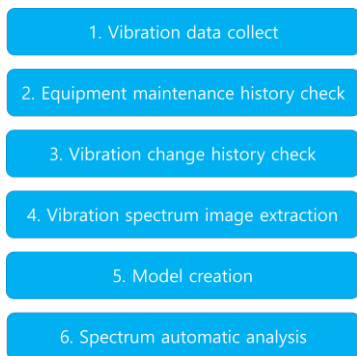 1. Vibration data collect
2. Equipment maintenance history check
3. Vibration change history check
4. Vibration spectrum image extraction
5. Model creation
6. Spectrum automatic analysis